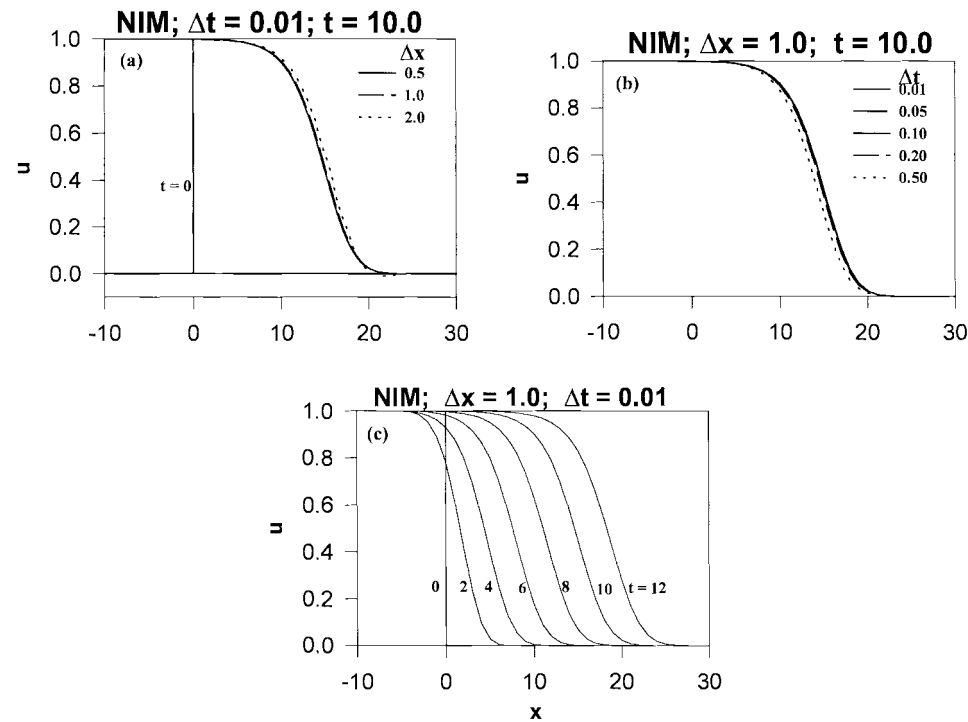 NIM; Δt = 0.01; t = 10.0
(a)
Δx
0.5
1.0
2.0
t = 0
1.0
0.8
0.6
0.4
0.2
0.0
u
-10 0 10 20 30
NIM; Δx = 1.0; t = 10.0
(b)
Δt
0.01
0.05
0.10
0.20
0.50
1.0
0.8
0.6
0.4
0.2
0.0
u
-10 0 10 20 30
NIM; Δx = 1.0; Δt = 0.01
(c)
1.0
0.8
0.6
0.4
0.2
0.0
u
0 2 4 6 8 10 t = 12
-10 0 10 20 30
x